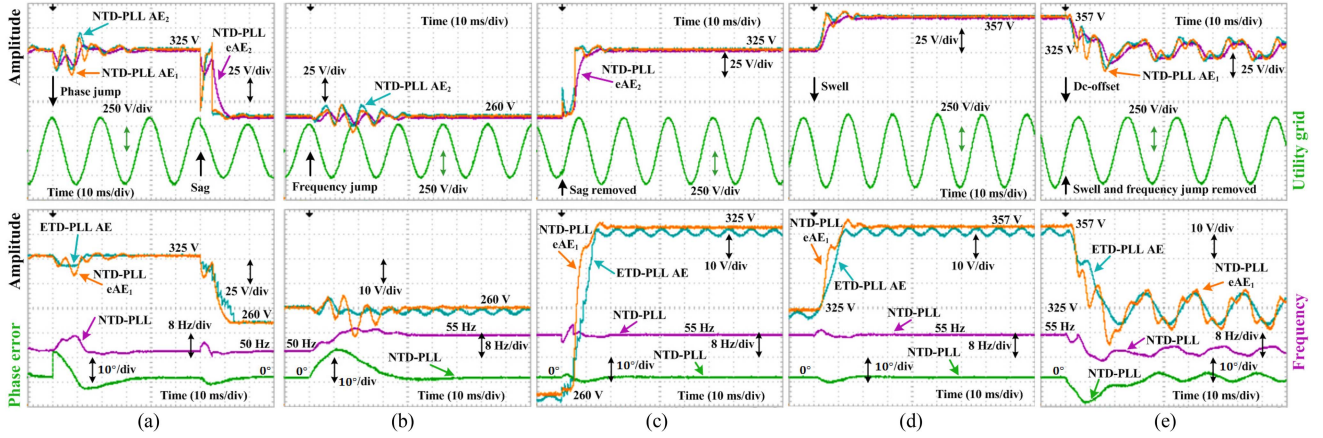 Amplitude
NTD-PLL AE2
325 V
NTD-PLL
eAE2
NTD-PLL AE1
25 V/div
Phase jump
250 V/div
Time (10 ms/div)
Sag
Time (10 ms/div)
25 V/div
NTD-PLL AE2
260 V
Frequency jump
250 V/div
Time (10 ms/div)
325 V
NTD-PLL
eAE2
25 V/div
Sag removed
250 V/div
357 V
25 V/div
325 V
Swell
250 V/div
Time (10 ms/div)
357 V
Time (10 ms/div)
325 V
NTD-PLL AE1
25 V/div
Dc-offset
250 V/div
Swell and frequency jump removed
Utility grid
Amplitude
Phase error
ETD-PLL AE
325 V
NTD-PLL
eAE1
25 V/div
260 V
NTD-PLL
8 Hz/div
50 Hz
10°/div
0°
Time (10 ms/div)
10 V/div
260 V
50 Hz
55 Hz
8 Hz/div
0°
10°/div
NTD-PLL
Time (10 ms/div)
325 V
NTD-PLL
eAE1
10 V/div
ETD-PLL AE
NTD-PLL
55 Hz
8 Hz/div
0°
10°/div
NTD-PLL
260 V
Time (10 ms/div)
357 V
NTD-PLL
eAE1
10 V/div
ETD-PLL AE
325 V
NTD-PLL
55 Hz
8 Hz/div
0°
10°/div
NTD-PLL
Time (10 ms/div)
357 V
10 V/div
ETD-PLL AE
NTD-PLL
eAE1
325 V
55 Hz
8 Hz/div
NTD-PLL
0°
10°/div
NTD-PLL
Time (10 ms/div)
Frequency
(a)
(b)
(c)
(d)
(e)